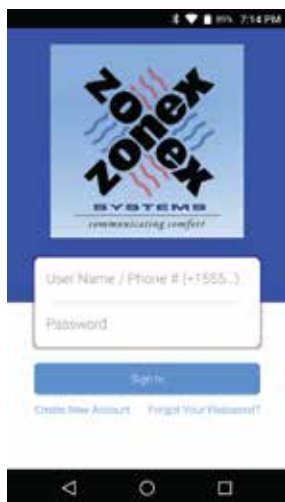 89% 7:14 PM
zonex
zonex
SYSTEMS
communicating comfort
User Name / Phone # (+1555...)
Password
Sign In
Create New Account Forgot Your Password?